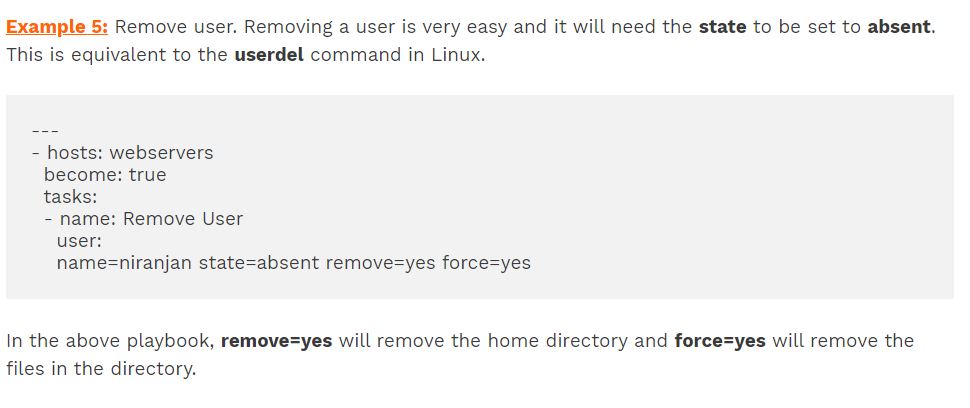 Example 5: Remove user. Removing a user is very easy and it will need the state to be set to absent.
This is equivalent to the userdel command in Linux.
---
- hosts: webservers
  become: true
  tasks:
  - name: Remove User
    user:
    name=niranjan state=absent remove=yes force=yes
In the above playbook, remove=yes will remove the home directory and force=yes will remove the
files in the directory.